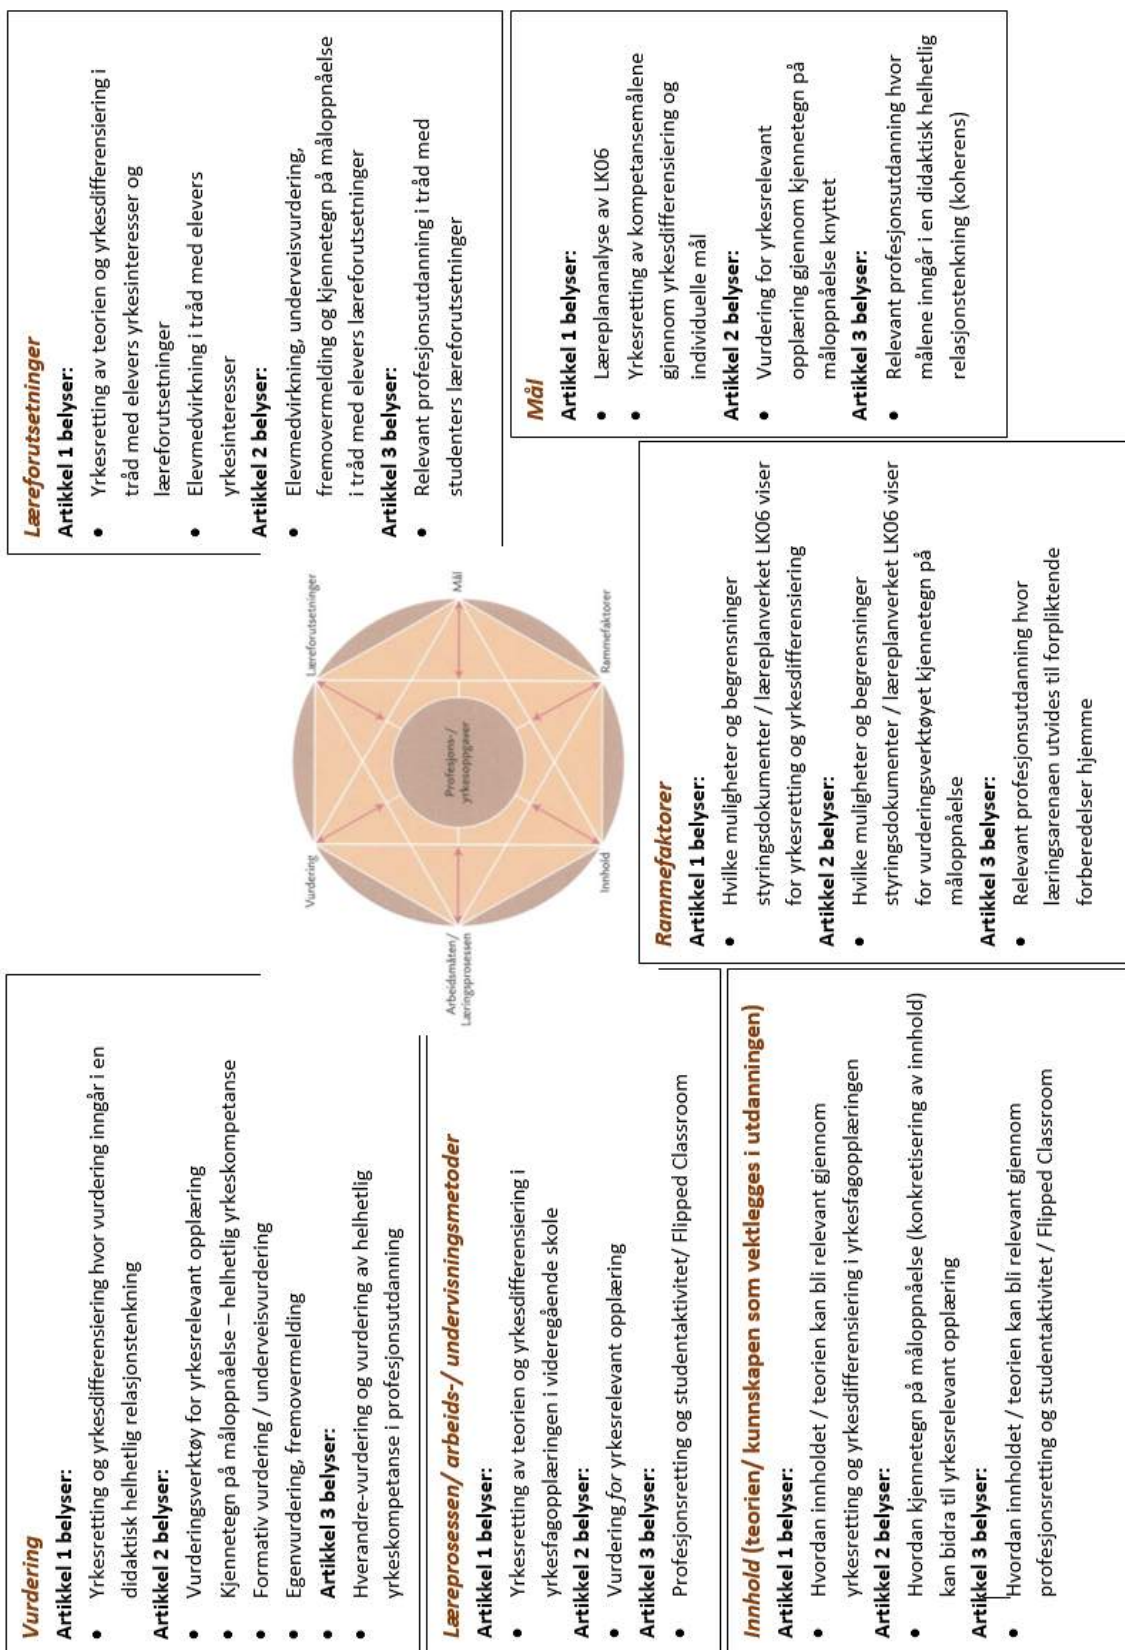 Vurdering
Artikkel 1 belyser:
● Yrkesretting og yrkesdifferensiering hvor vurdering inngår i en
didaktisk helhetlig relasjonstenkning
Artikkel 2 belyser:
● Vurderingsverktøy for yrkesrelevant opplæring
● Kjennetegn på måloppnåelse – helhetlig yrkeskompetanse
● Formativ vurdering / underveisvurdering
● Egenvurdering, fremovermelding
● Artikkel 3 belyser:
● Hverandre-vurdering og vurdering av helhetlig
yrkeskompetanse i profesjonsutdanning
Læreprosessen/ arbeids-/ undervisningsmetoder
Artikkel 1 belyser:
● Yrkesretting av teorien og yrkesdifferensiering i
yrkesfagopplæringen i videregående skole
Artikkel 2 belyser:
● Vurdering for yrkesrelevant opplæring
Artikkel 3 belyser:
● Profesjonsretting og studentaktivitet/ Flipped Classroom
Innhold (teorien/ kunnskapen som vektlegges i utdanningen)
Artikkel 1 belyser:
● Hvordan innholdet / teorien kan bli relevant gjennom
yrkesretting og yrkesdifferensiering i yrkesfagopplæringen
Artikkel 2 belyser:
● Hvordan kjennetegn på måloppnåelse (konkretisering av innhold)
kan bidra til yrkesrelevant opplæring
Artikkel 3 belyser:
● Hvordan innholdet / teorien kan bli relevant gjennom
profesjonsretting og studentaktivitet / Flipped Classroom
Vurdering
Læreforutsetninger
Arbeidsmåten/
Læringsprosessen
Profesjons-/
yrkesoppgaver
Mål
Innhold
Rammefaktorer
Læreforutsetninger
Artikkel 1 belyser:
● Yrkesretting av teorien og yrkesdifferensiering i
tråd med elevers yrkesinteresser og
læreforutsetninger
● Elevmedvirkning i tråd med elevers
yrkesinteresser
Artikkel 2 belyser:
● Elevmedvirkning, underveisvurdering,
fremovermelding og kjennetegn på måloppnåelse
i tråd med elevers læreforutsetninger
Artikkel 3 belyser:
● Relevant profesjonsutdanning i tråd med
studenters læreforutsetninger
Mål
Artikkel 1 belyser:
● Læreplananalyse av LK06
● Yrkesretting av kompetansemålene
gjennom yrkesdifferensiering og
individuelle mål
Artikkel 2 belyser:
● Vurdering for yrkesrelevant
opplæring gjennom kjennetegn på
måloppnåelse knyttet
Artikkel 3 belyser:
● Relevant profesjonsutdanning hvor
målene inngår i en didaktisk helhetlig
relasjonstenkning (koherens)
Rammefaktorer
Artikkel 1 belyser:
● Hvilke muligheter og begrensninger
styringsdokumenter / læreplanverket LK06 viser
for yrkesretting og yrkesdifferensiering
Artikkel 2 belyser:
● Hvilke muligheter og begrensninger
styringsdokumenter / læreplanverket LK06 viser
for vurderingsverktøyet kjennetegn på
måloppnåelse
Artikkel 3 belyser:
● Relevant profesjonsutdanning hvor
læringsarenaen utvides til forpliktende
forberedelser hjemme